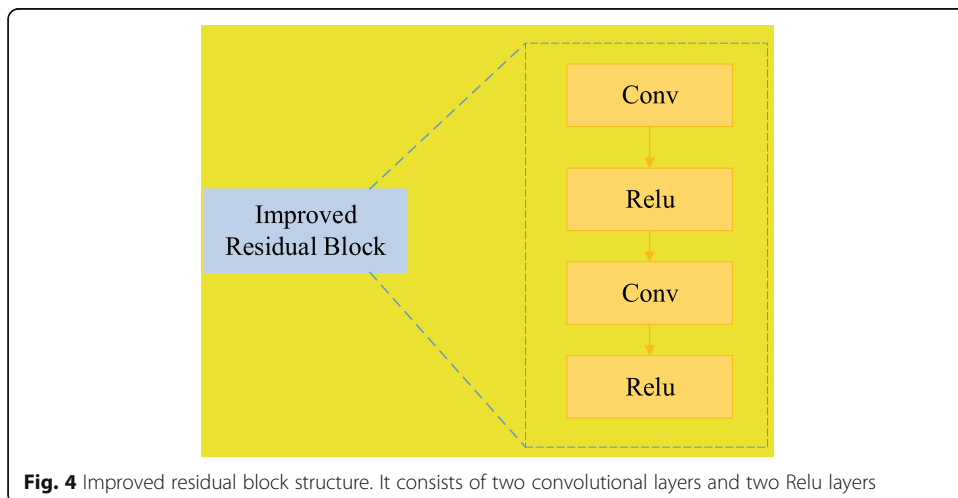 Conv
Relu
Improved
Residual Block
Conv
Relu
Fig. 4 Improved residual block structure. It consists of two convolutional layers and two Relu layers